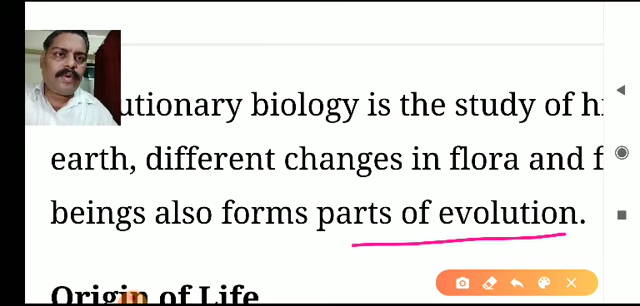 utionary biology is the study of
earth, different changes in flora and
beings also forms parts of evolution.
Origin of Life